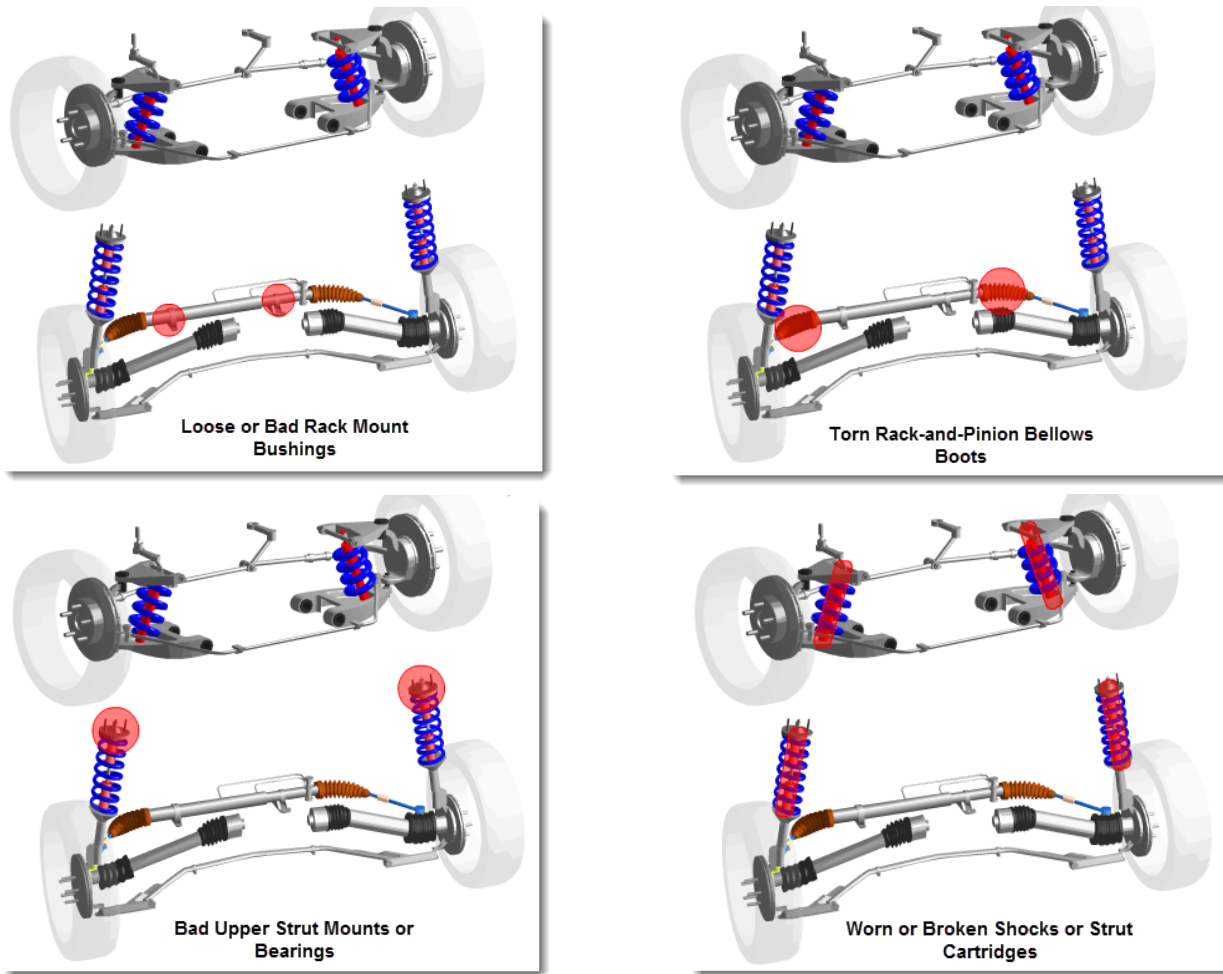 Loose or Bad Rack Mount
Bushings
Torn Rack-and-Pinion Bellows
Boots
Bad Upper Strut Mounts or
Bearings
Worn or Broken Shocks or Strut
Cartridges